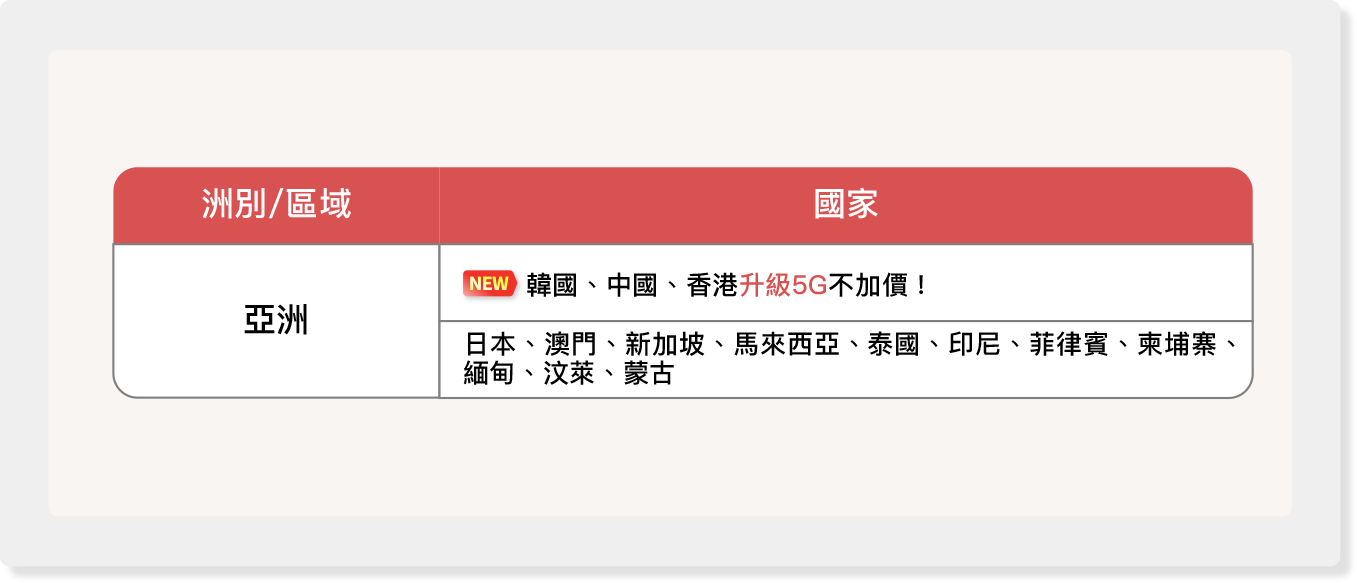 洲別/區域
國家
亞洲
NEW 韓國、中國、香港升級5G不加價！
日本、澳門、新加坡、馬來西亞、泰國、印尼、菲律賓、柬埔寨、
緬甸、汶萊、蒙古